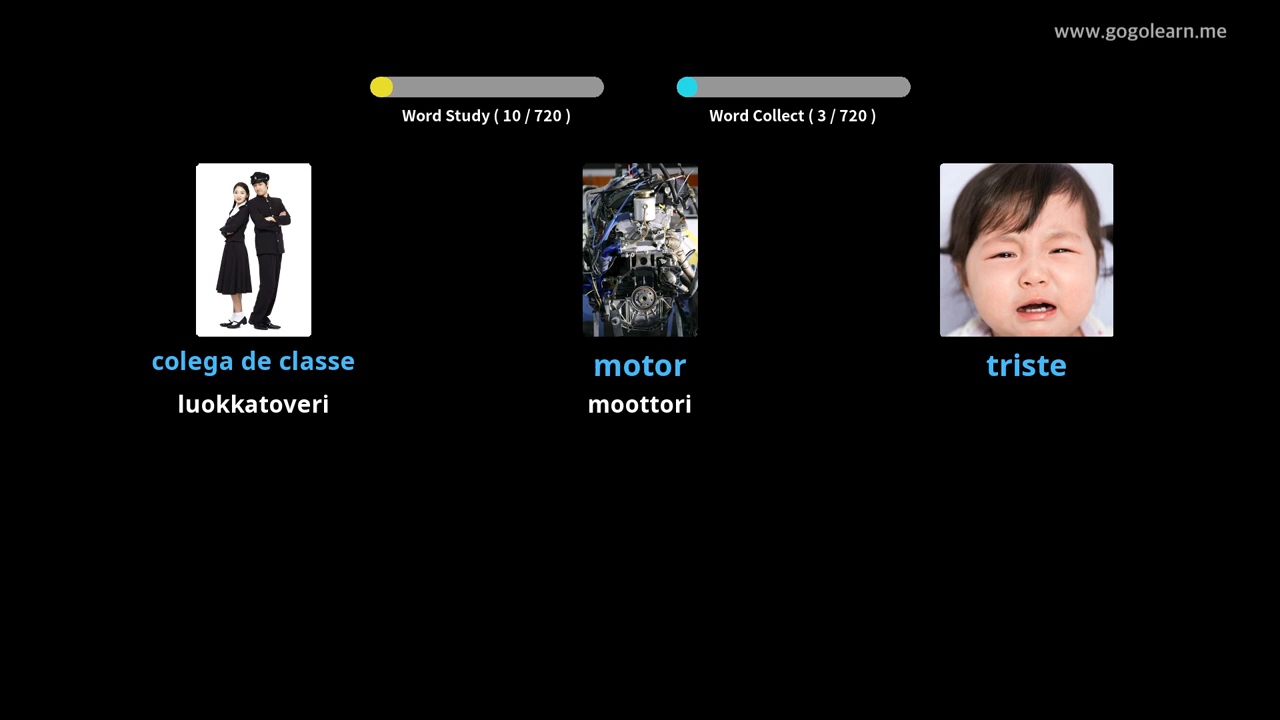 www.gogolearn.me
Word Study ( 10 / 720 )
Word Collect ( 3 / 720 )
colega de classe
motor
triste
luokkatoveri
moottori